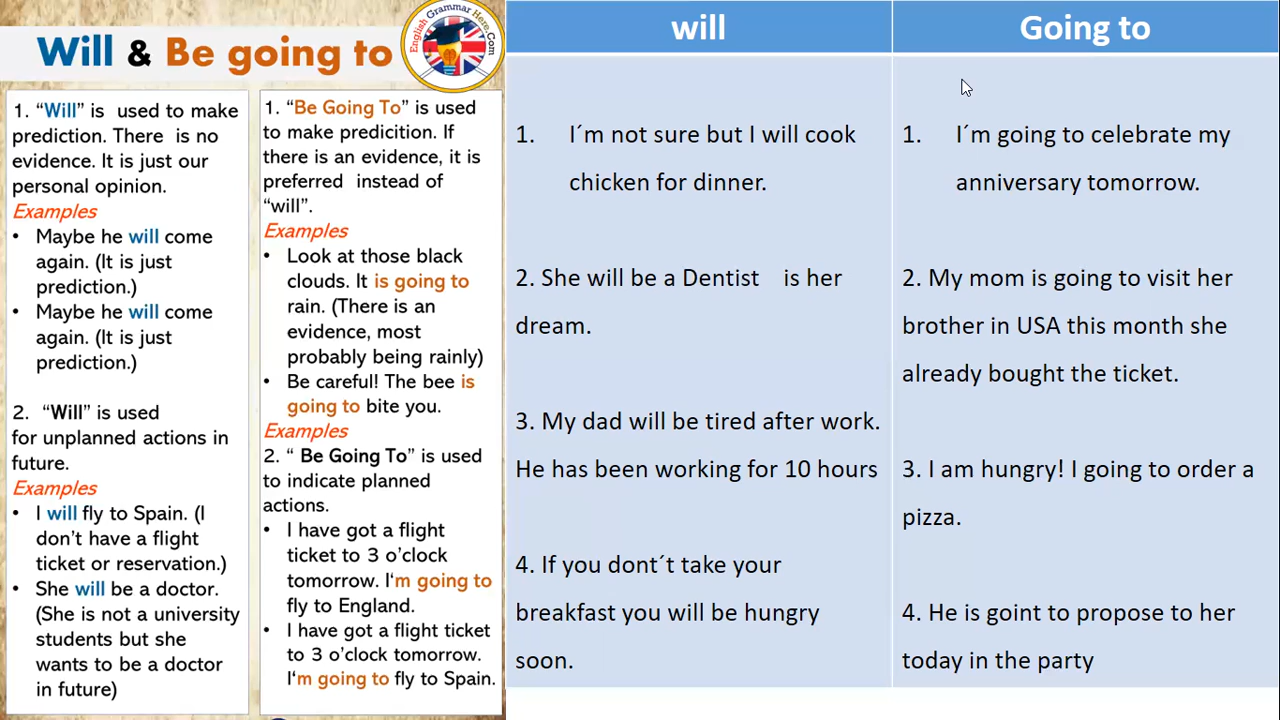 Will & Be going to
English Grammar Here.Com
1. “Will” is used to make
prediction. There is no
evidence. It is just our
personal opinion.
Examples
• Maybe he will come
again. (It is just
prediction.)
• Maybe he will come
again. (It is just
prediction.)
2. “Will” is used
for unplanned actions in
future.
Examples
• I will fly to Spain. (I
don’t have a flight
ticket or reservation.)
• She will be a doctor.
(She is not a university
students but she
wants to be a doctor
in future)
1. “Be Going To” is used
to make predicition. If
there is an evidence, it is
preferred instead of
“will”.
Examples
• Look at those black
clouds. It is going to
rain. (There is an
evidence, most
probably being rainly)
• Be careful! The bee is
going to bite you.
Examples
2. “ Be Going To” is used
to indicate planned
actions.
• I have got a flight
ticket to 3 o’clock
tomorrow. I‘m going to
fly to England.
• I have got a flight ticket
to 3 o’clock tomorrow.
I‘m going to fly to Spain.
will
1. I´m not sure but I will cook
chicken for dinner.
2. She will be a Dentist is her
dream.
3. My dad will be tired after work.
He has been working for 10 hours
4. If you dont´t take your
breakfast you will be hungry
soon.
Going to
1. I´m going to celebrate my
anniversary tomorrow.
2. My mom is going to visit her
brother in USA this month she
already bought the ticket.
3. I am hungry! I going to order a
pizza.
4. He is goint to propose to her
today in the party